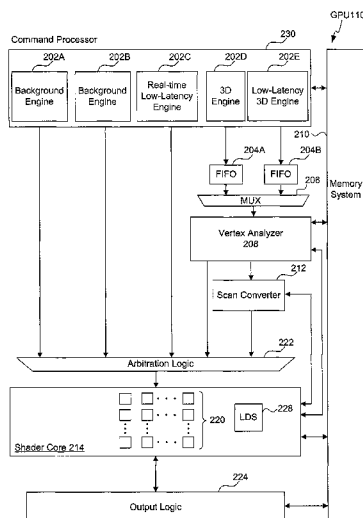 GPU110
Command Processor
230
202A
202B
202C
202D
202E
Background
Engine
Background
Engine
Real-time
Low-Latency
Engine
3D
Engine
Low-Latency
3D Engine
210
204A
204B
FIFO
FIFO
208
MUX
Memory
System
Vertex Analyzer
208
212
Scan Converter
222
Arbitration Logic
220
228
LDS
Shader Core 214
224
Output Logic